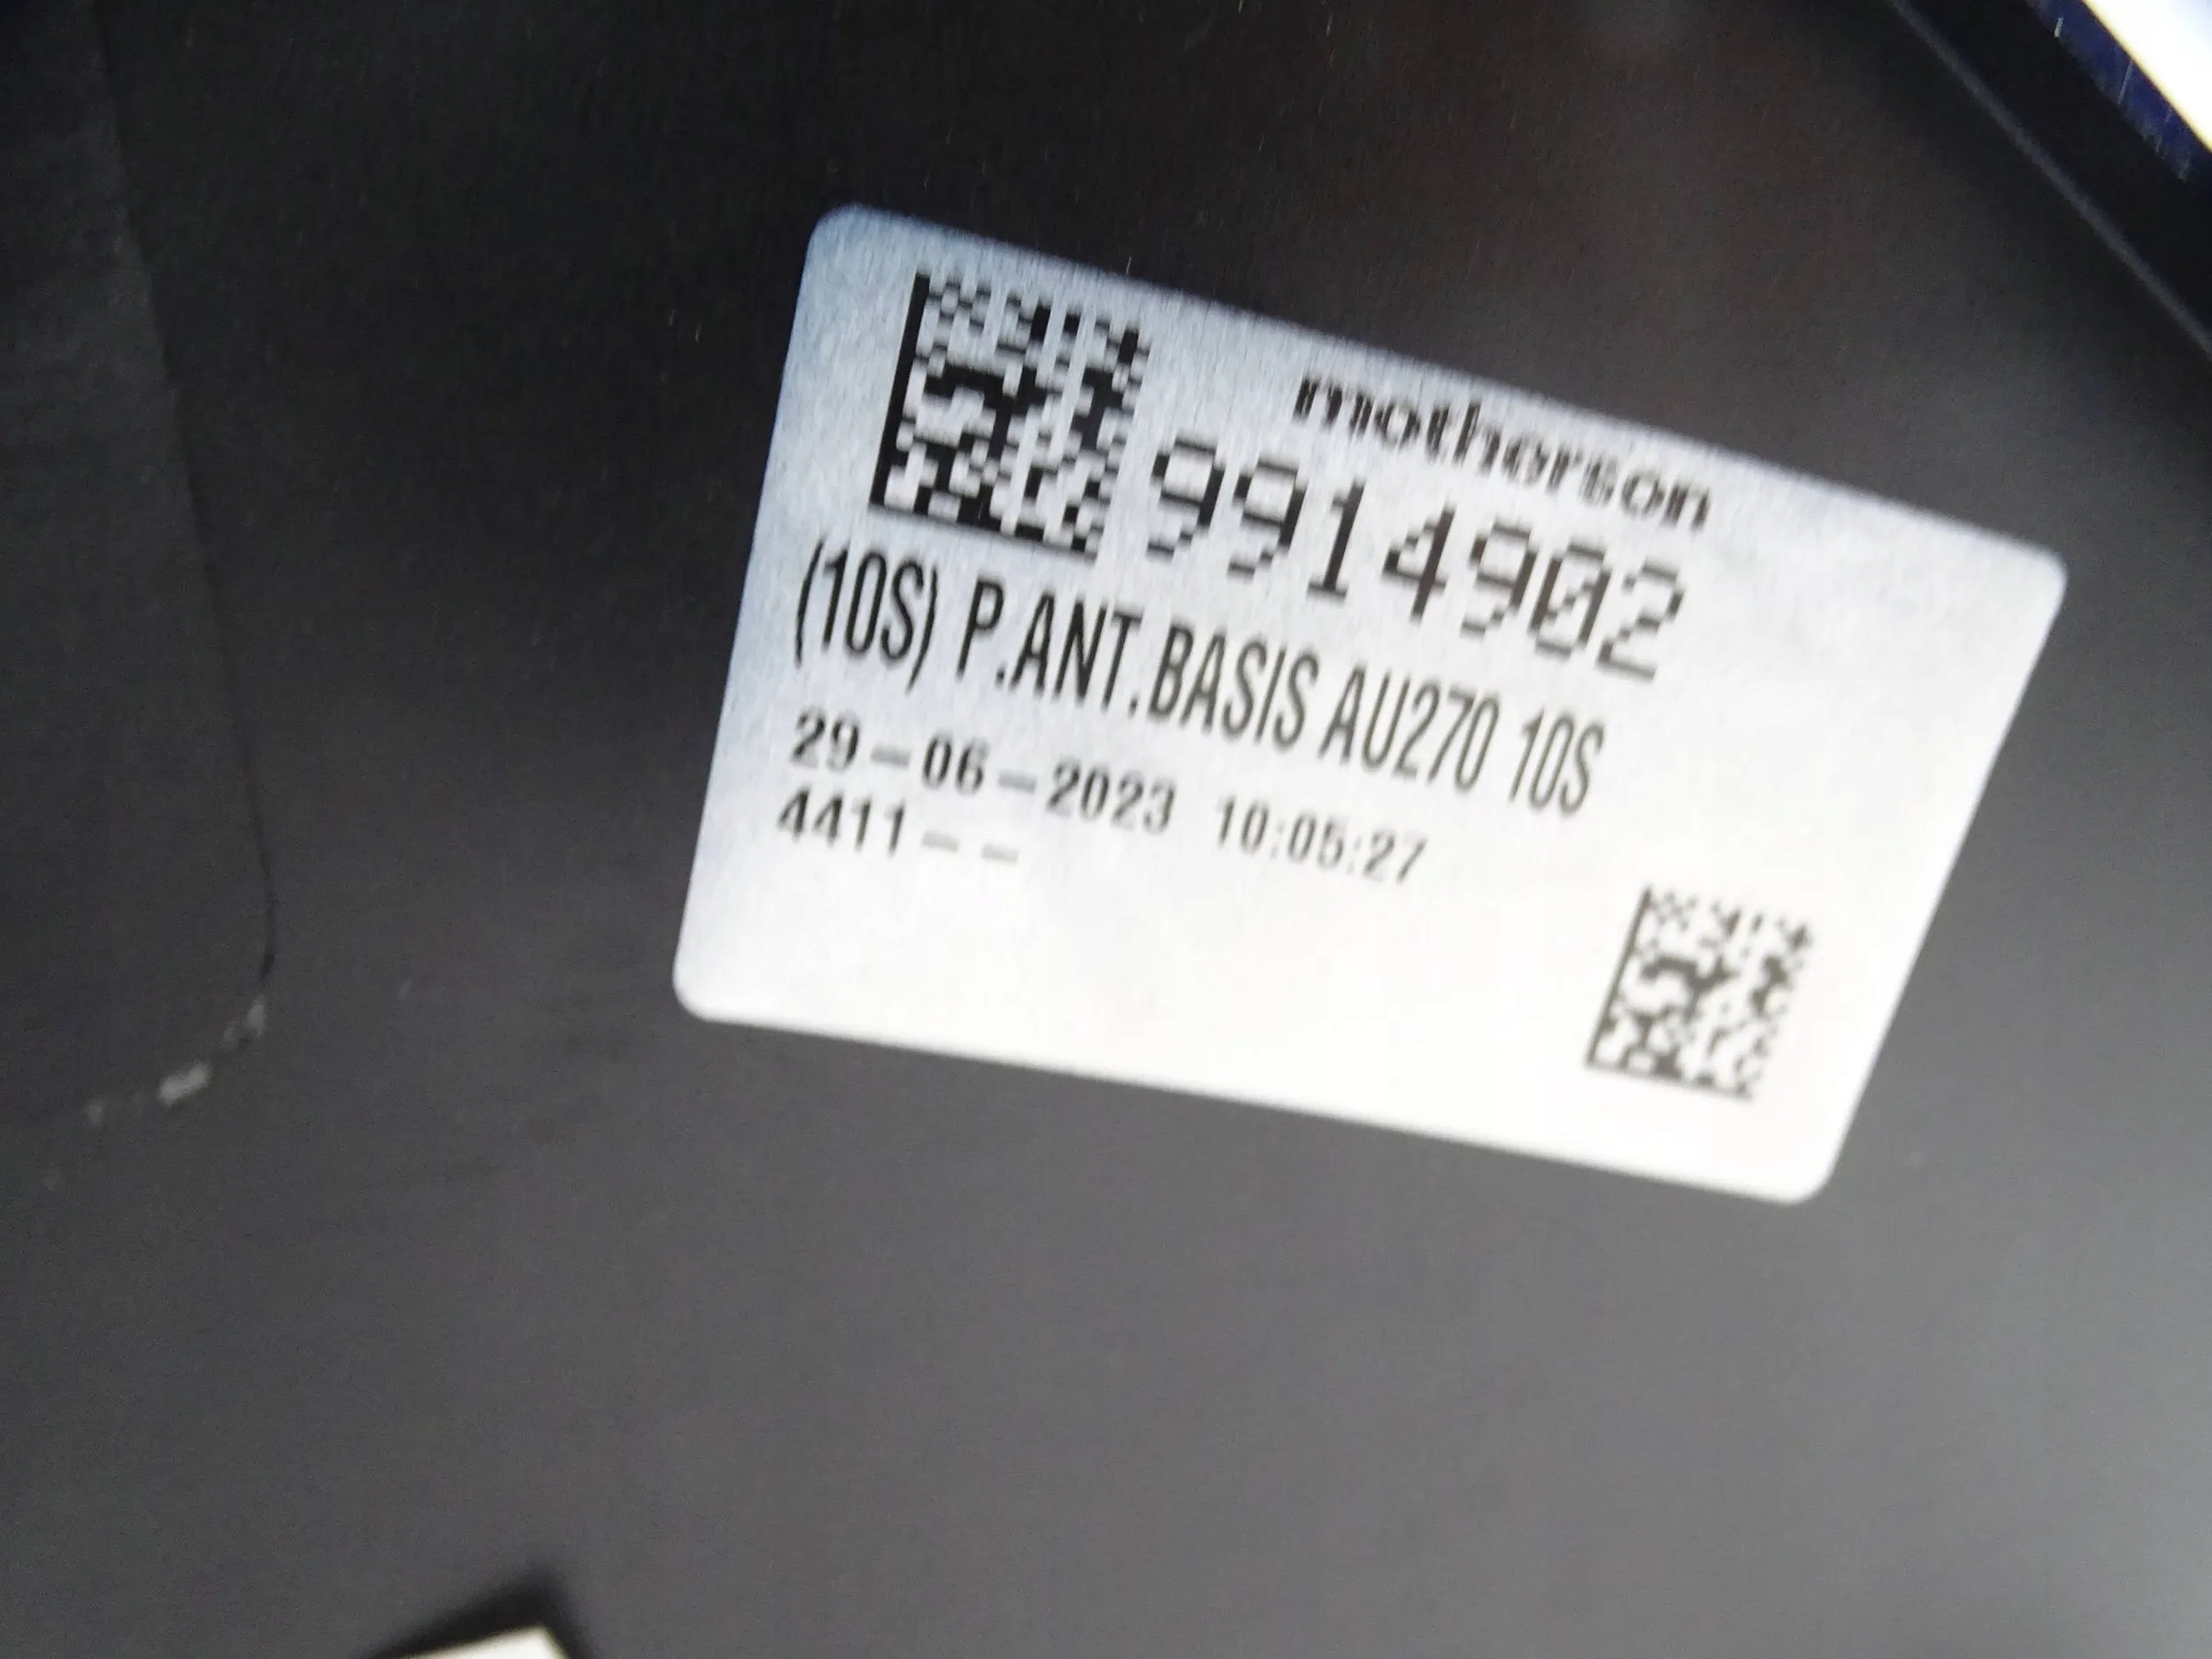 motherson
9914902
(10S) P.ANT.BASIS AU270 10S
29-06-2023 10:05:27
4411--